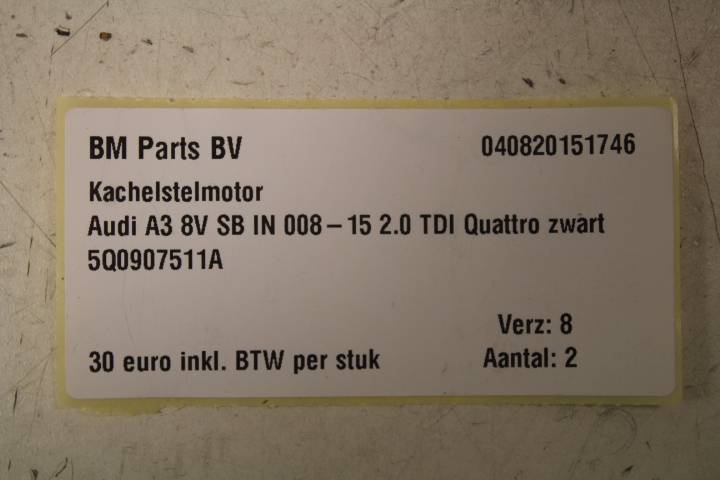 BM Parts BV 040820151746
Kachelstelmotor
Audi A3 8V SB IN 008-15 2.0 TDI Quattro zwart
5Q0907511A
Verz: 8
30 euro inkl. BTW per stuk Aantal: 2